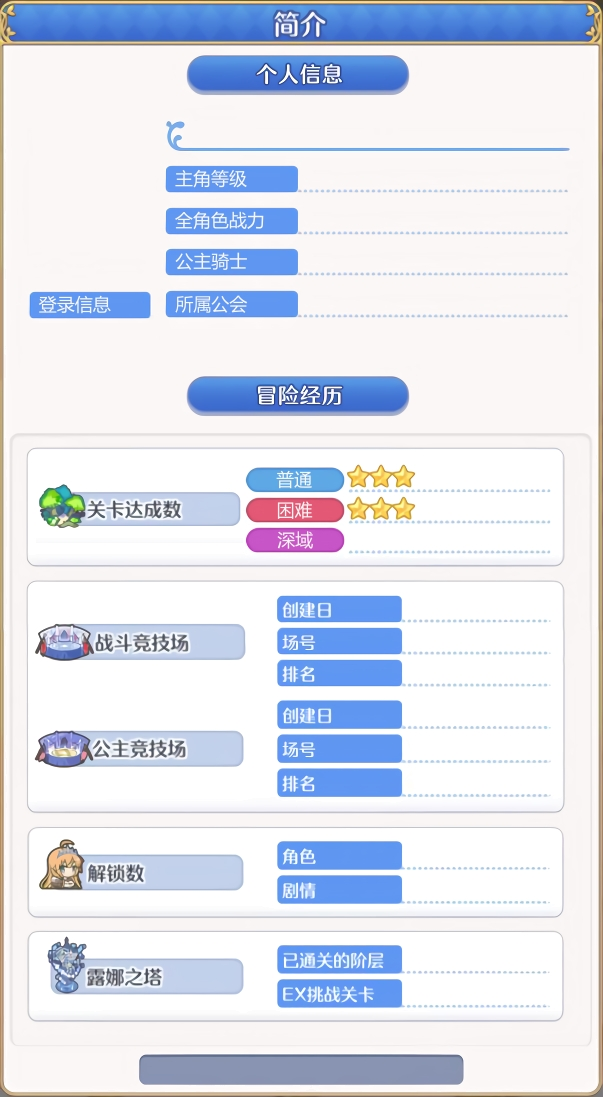 简介
个人信息
主角等级
全角色战力
公主骑士
登录信息 所属公会
冒险经历
普通
关卡达成数 困难
深域
创建日
战斗竞技场 场号
排名
创建日
公主竞技场 场号
排名
角色
解锁数
剧情
已通关的阶层
露娜之塔
EX挑战关卡